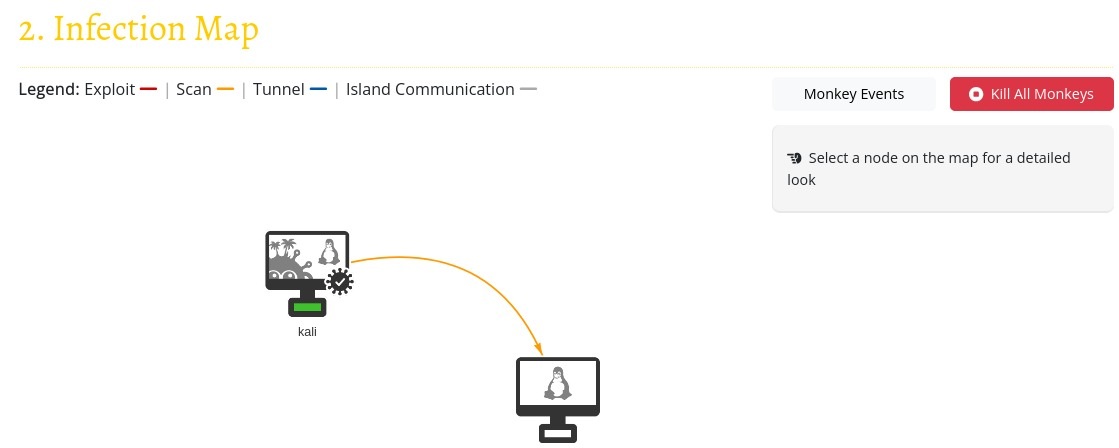 2. Infection Map
Legend: Exploit | Scan | Tunnel | Island Communication
Monkey Events
Kill All Monkeys
Select a node on the map for a detailed
look
kali